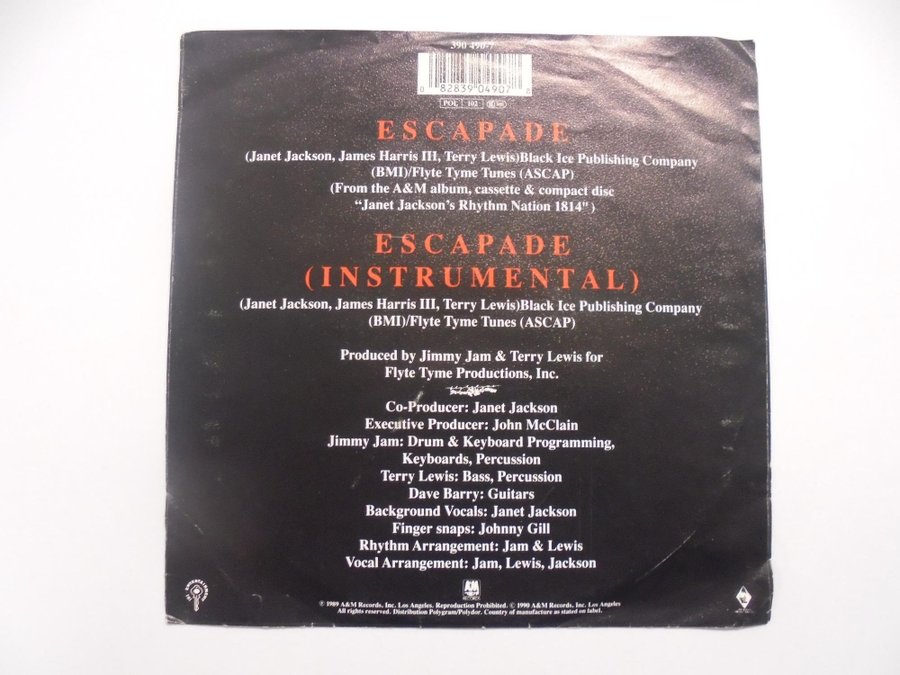 390 490-7
0 82839 04907 8
POL 102
ESCAPADE
(Janet Jackson, James Harris III, Terry Lewis)Black Ice Publishing Company
(BMI)/Flyte Tyme Tunes (ASCAP)
(From the A&M album, cassette & compact disc
“Janet Jackson’s Rhythm Nation 1814")
ESCAPADE
(INSTRUMENTAL)
(Janet Jackson, James Harris III, Terry Lewis)Black Ice Publishing Company
(BMI)/Flyte Tyme Tunes (ASCAP)
Produced by Jimmy Jam & Terry Lewis for
Flyte Tyme Productions, Inc.
Co-Producer: Janet Jackson
Executive Producer: John McClain
Jimmy Jam: Drum & Keyboard Programming,
Keyboards, Percussion
Terry Lewis: Bass, Percussion
Dave Barry: Guitars
Background Vocals: Janet Jackson
Finger snaps: Johnny Gill
Rhythm Arrangement: Jam & Lewis
Vocal Arrangement: Jam, Lewis, Jackson
A&M
RECORDS
℗ 1989 A&M Records, Inc. Los Angeles. Reproduction Prohibited. © 1990 A&M Records, Inc. Los Angeles
All rights reserved. Distribution Polygram/Polydor. Country of manufacture as stated on label.